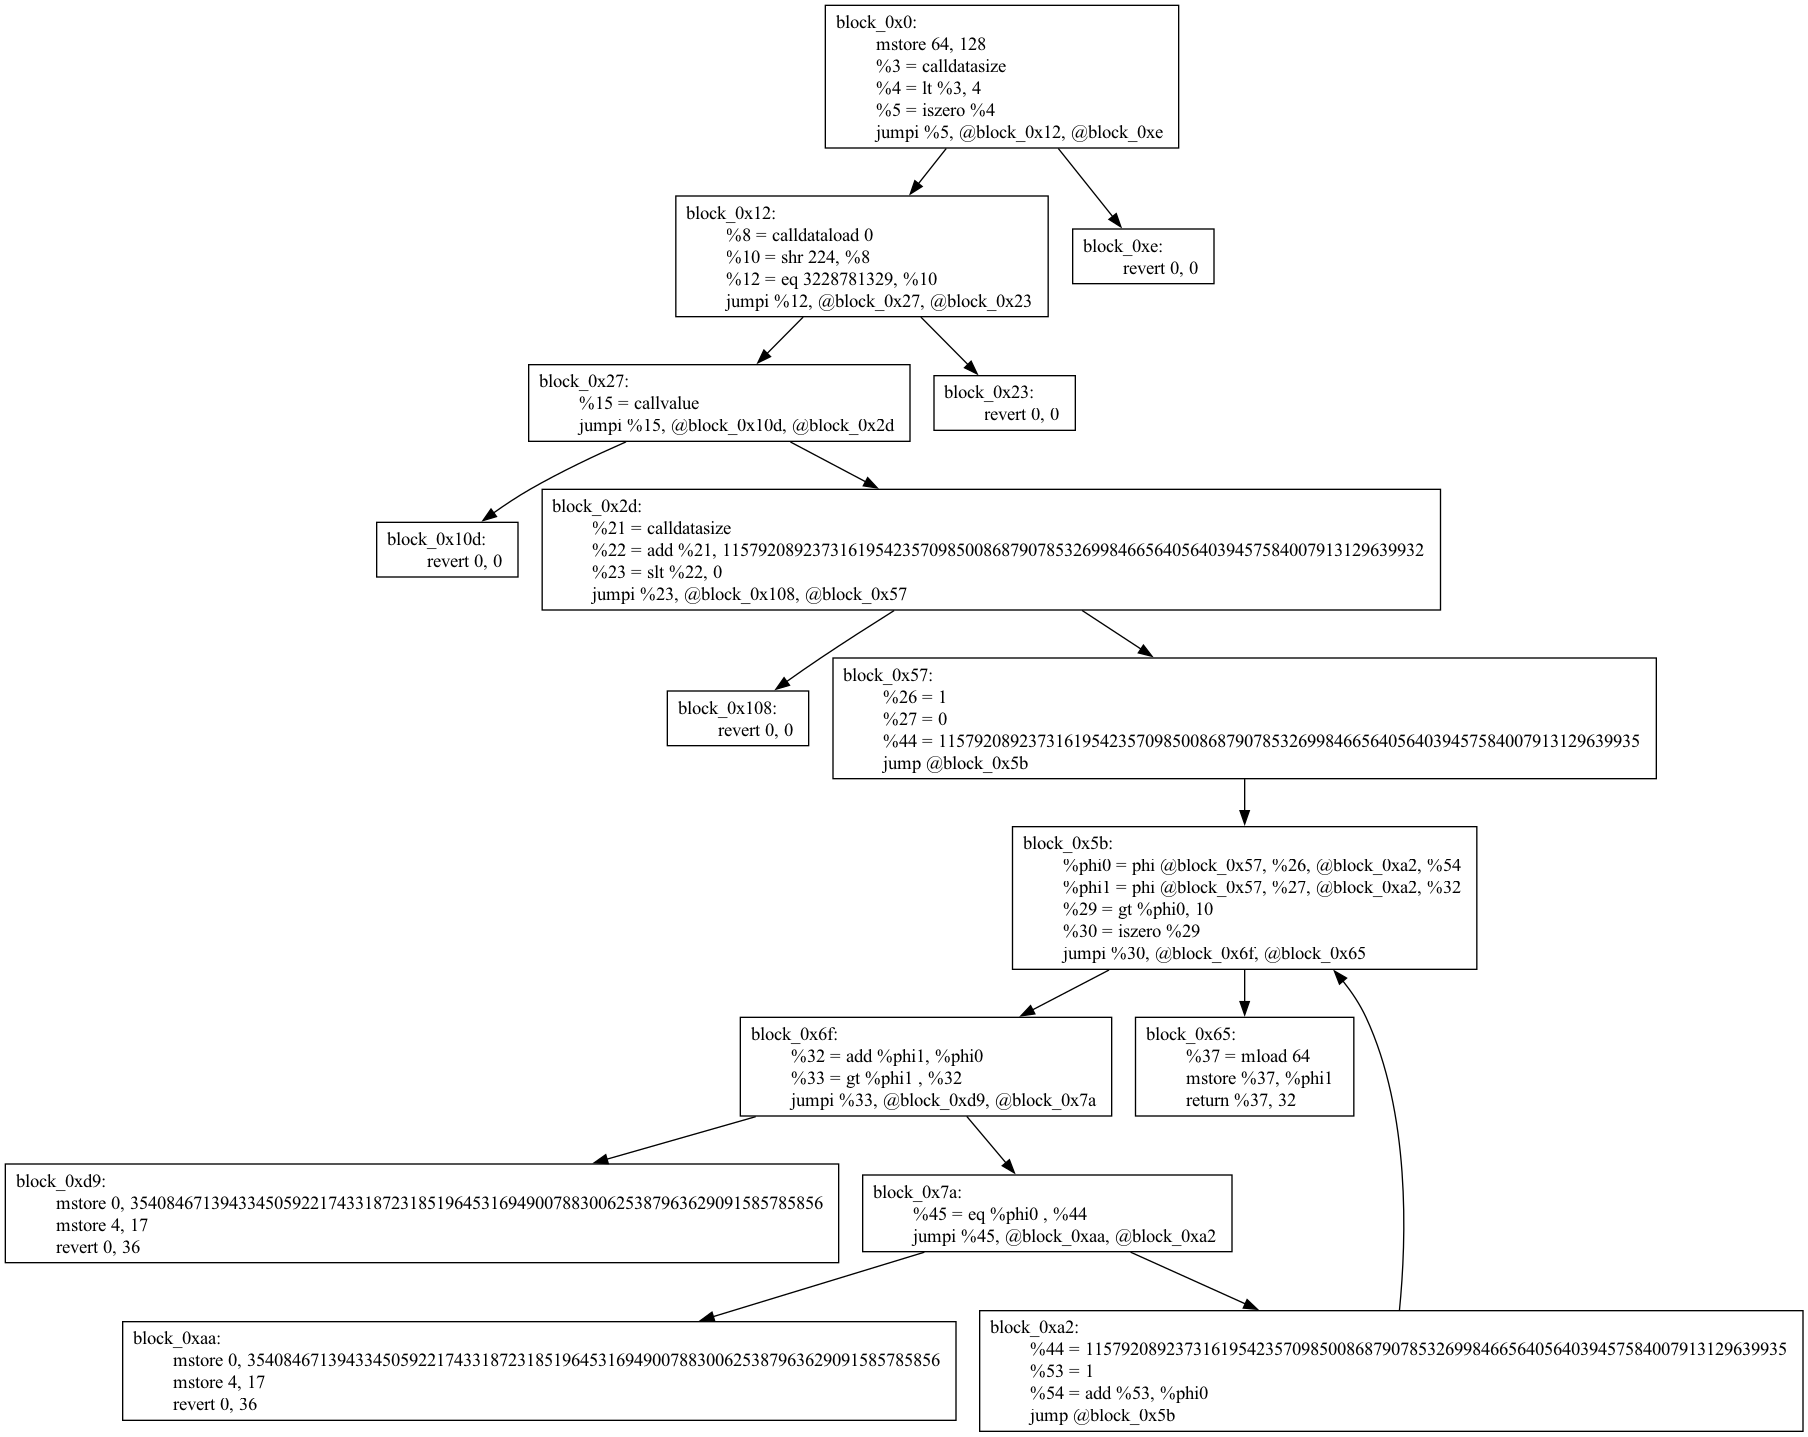 block_0x0:
mstore 64, 128
%3 = calldatasize
%4 = lt %3, 4
%5 = iszero %4
jumpi %5, @block_0x12, @block_0xe
block_0x12:
%8 = calldataload 0
%10 = shr 224, %8
%12 = eq 3228781329, %10
jumpi %12, @block_0x27, @block_0x23
block_0xe:
revert 0, 0
block_0x27:
%15 = callvalue
jumpi %15, @block_0x10d, @block_0x2d
block_0x23:
revert 0, 0
block_0x10d:
revert 0, 0
block_0x2d:
%21 = calldatasize
%22 = add %21, 115792089237316195423570985008687907853269984665640564039457584007913129639932
%23 = slt %22, 0
jumpi %23, @block_0x108, @block_0x57
block_0x108:
revert 0, 0
block_0x57:
%26 = 1
%27 = 0
%44 = 115792089237316195423570985008687907853269984665640564039457584007913129639935
jump @block_0x5b
block_0x5b:
%phi0 = phi @block_0x57, %26, @block_0xa2, %54
%phi1 = phi @block_0x57, %27, @block_0xa2, %32
%29 = gt %phi0, 10
%30 = iszero %29
jumpi %30, @block_0x6f, @block_0x65
block_0x6f:
%32 = add %phi1, %phi0
%33 = gt %phi1 , %32
jumpi %33, @block_0xd9, @block_0x7a
block_0x65:
%37 = mload 64
mstore %37, %phi1
return %37, 32
block_0xd9:
mstore 0, 35408467139433450592217433187231851964531694900788300625387963629091585785856
mstore 4, 17
revert 0, 36
block_0x7a:
%45 = eq %phi0 , %44
jumpi %45, @block_0xaa, @block_0xa2
block_0xaa:
mstore 0, 35408467139433450592217433187231851964531694900788300625387963629091585785856
mstore 4, 17
revert 0, 36
block_0xa2:
%44 = 115792089237316195423570985008687907853269984665640564039457584007913129639935
%53 = 1
%54 = add %53, %phi0
jump @block_0x5b